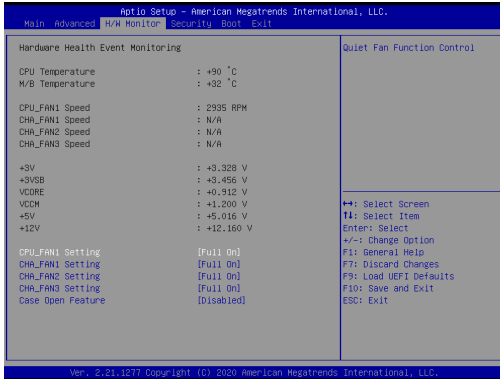 Aptio Setup – American Megatrends International, LLC.
Main Advanced H/W Monitor Security Boot Exit
Hardware Health Event Monitoring
Quiet Fan Function Control
CPU Temperature : +90 °C
M/B Temperature : +32 °C
CPU_FAN1 Speed : 2935 RPM
CHA_FAN1 Speed : N/A
CHA_FAN2 Speed : N/A
CHA_FAN3 Speed : N/A
+3V : +3.328 V
+3VSB : +3.456 V
VCORE : +0.912 V
VCCM : +1.200 V
+5V : +5.016 V
+12V : +12.160 V
CPU_FAN1 Setting [Full On]
CHA_FAN1 Setting [Full On]
CHA_FAN2 Setting [Full On]
CHA_FAN3 Setting [Full On]
Case Open Feature [Disabled]
↔: Select Screen
↑↓: Select Item
Enter: Select
+/-: Change Option
F1: General Help
F7: Discard Changes
F9: Load UEFI Defaults
F10: Save and Exit
ESC: Exit
Ver. 2.21.1277 Copyright (C) 2020 American Megatrends International, LLC.